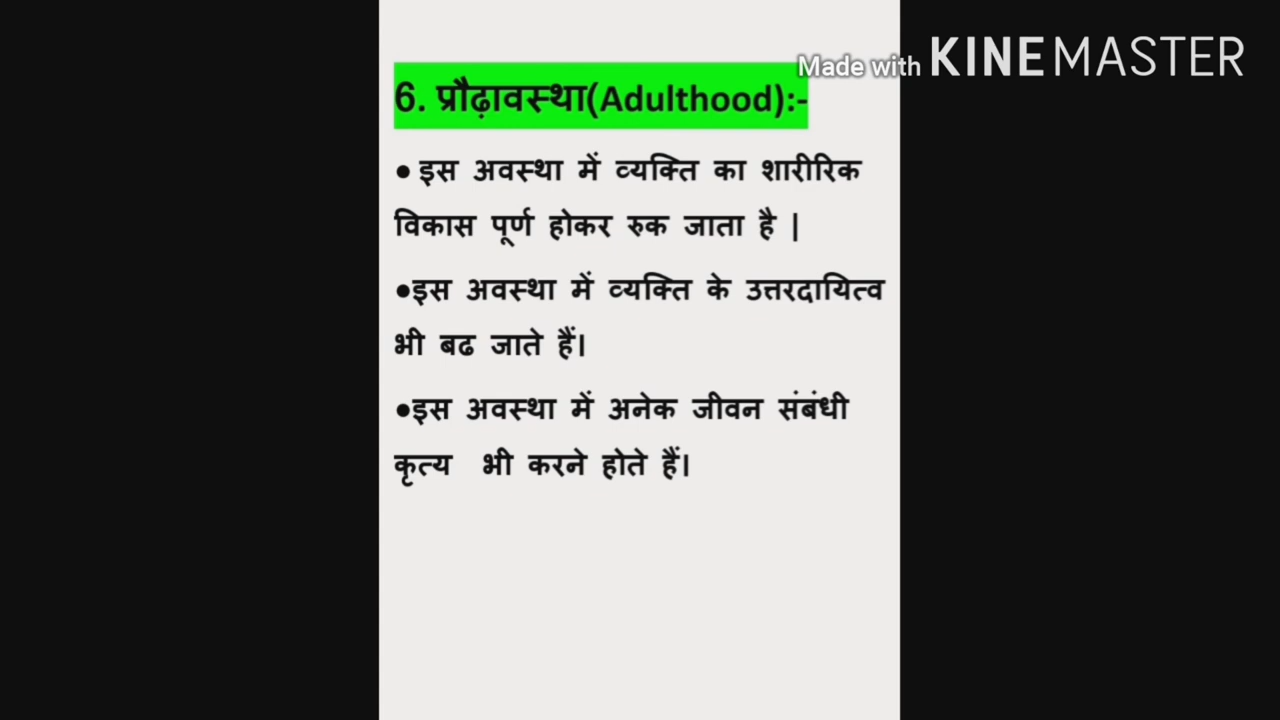 Made with KINEMASTER
6. प्रौढ़ावस्था(Adulthood):-
● इस अवस्था में व्यक्ति का शारीरिक
विकास पूर्ण होकर रुक जाता है |
●इस अवस्था में व्यक्ति के उत्तरदायित्व
भी बढ जाते हैं।
●इस अवस्था में अनेक जीवन संबंधी
कृत्य भी करने होते हैं।